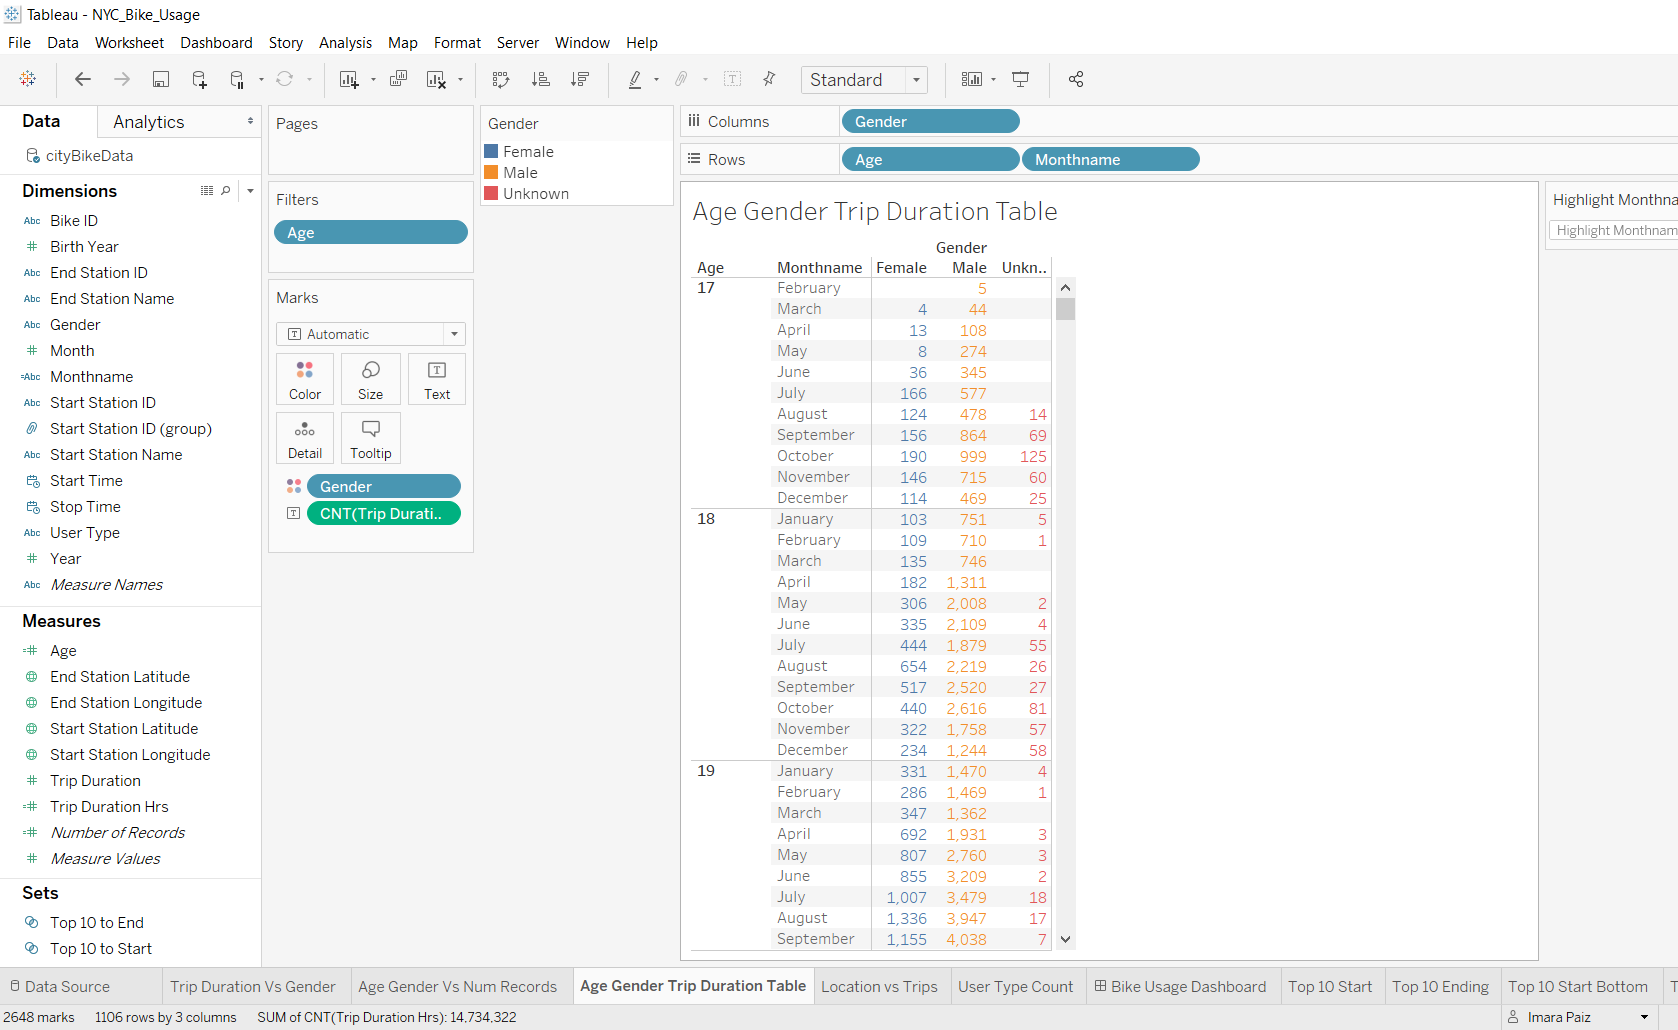 Tableau - NYC_Bike_Usage
File Data Worksheet Dashboard Story Analysis Map Format Server Window Help
Standard
Data Analytics
cityBikeData
Dimensions
Abc Bike ID
# Birth Year
Abc End Station ID
Abc End Station Name
Abc Gender
# Month
=Abc Monthname
Abc Start Station ID
Start Station ID (group)
Abc Start Station Name
Start Time
Stop Time
Abc User Type
# Year
Abc Measure Names
Measures
=# Age
End Station Latitude
End Station Longitude
Start Station Latitude
Start Station Longitude
# Trip Duration
=# Trip Duration Hrs
=# Number of Records
# Measure Values
Sets
Top 10 to End
Top 10 to Start
Pages
Filters
Age
Marks
T Automatic
Color Size T Text
Detail Tooltip
Gender
T CNT(Trip Durati..
Gender
Female
Male
Unknown
Columns Gender
Rows Age Monthname
Age Gender Trip Duration Table
Gender
Age Monthname Female Male Unkn..
17 February 5
March 4 44
April 13 108
May 8 274
June 36 345
July 166 577
August 124 478 14
September 156 864 69
October 190 999 125
November 146 715 60
December 114 469 25
18 January 103 751 5
February 109 710 1
March 135 746
April 182 1,311
May 306 2,008 2
June 335 2,109 4
July 444 1,879 55
August 654 2,219 26
September 517 2,520 27
October 440 2,616 81
November 322 1,758 57
December 234 1,244 58
19 January 331 1,470 4
February 286 1,469 1
March 347 1,362
April 692 1,931 3
May 807 2,760 3
June 855 3,209 2
July 1,007 3,479 18
August 1,336 3,947 17
September 1,155 4,038 7
Highlight Monthna
Highlight Monthnam
Data Source Trip Duration Vs Gender Age Gender Vs Num Records Age Gender Trip Duration Table Location vs Trips User Type Count Bike Usage Dashboard Top 10 Start Top 10 Ending Top 10 Start Bottom T
2648 marks 1106 rows by 3 columns SUM of CNT(Trip Duration Hrs): 14,734,322 Imara Paiz